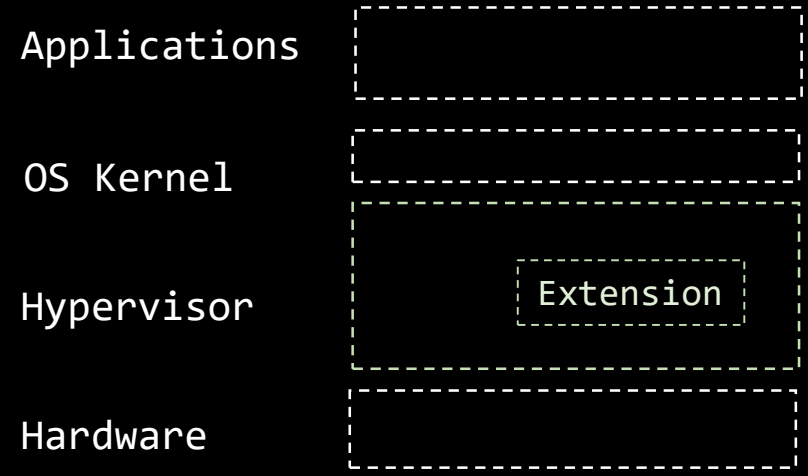 Applications
OS Kernel
Hypervisor
Extension
Hardware